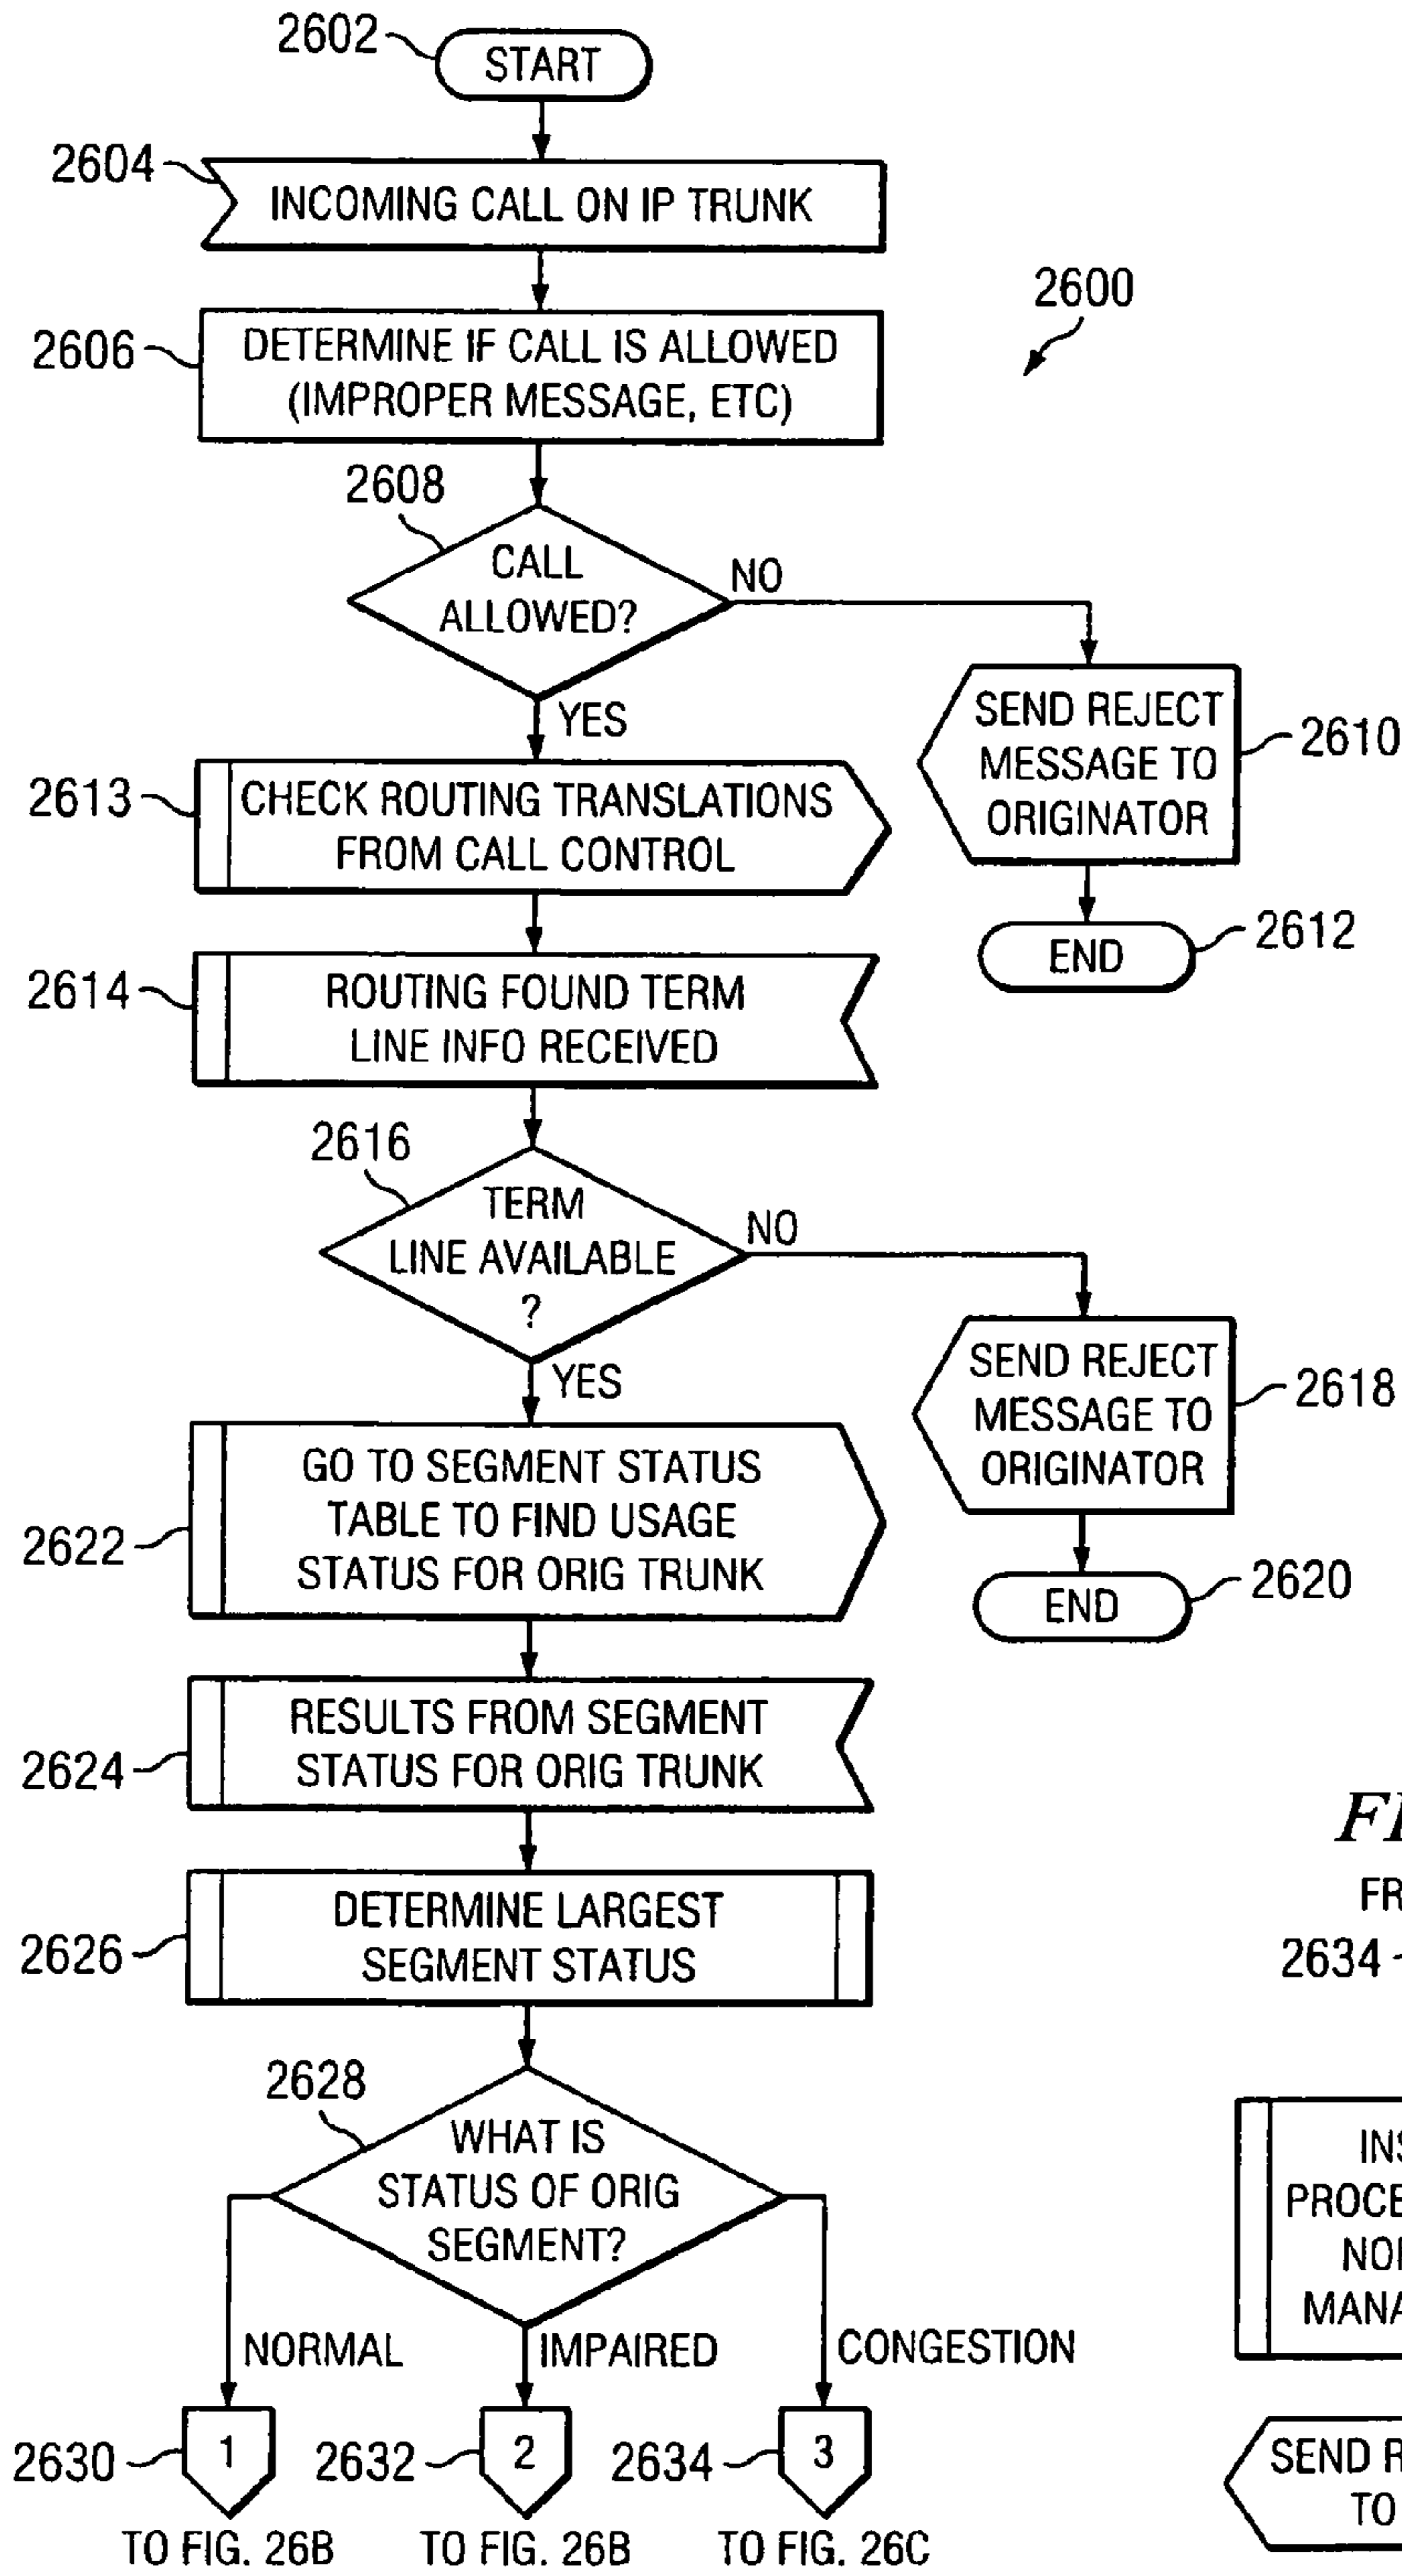 2602
START
2604
INCOMING CALL ON IP TRUNK
2600
2606
DETERMINE IF CALL IS ALLOWED
(IMPROPER MESSAGE, ETC)
2608
CALL
ALLOWED?
NO
YES
SEND REJECT
MESSAGE TO
ORIGINATOR
2610
2613
CHECK ROUTING TRANSLATIONS
FROM CALL CONTROL
END
2612
2614
ROUTING FOUND TERM
LINE INFO RECEIVED
2616
TERM
LINE AVAILABLE
?
NO
YES
SEND REJECT
MESSAGE TO
ORIGINATOR
2618
2622
GO TO SEGMENT STATUS
TABLE TO FIND USAGE
STATUS FOR ORIG TRUNK
END
2620
2624
RESULTS FROM SEGMENT
STATUS FOR ORIG TRUNK
2626
DETERMINE LARGEST
SEGMENT STATUS
2628
WHAT IS
STATUS OF ORIG
SEGMENT?
NORMAL
IMPAIRED
CONGESTION
2630
1
2632
2
2634
3
TO FIG. 26B
TO FIG. 26B
TO FIG. 26C
2634
SEND
TO